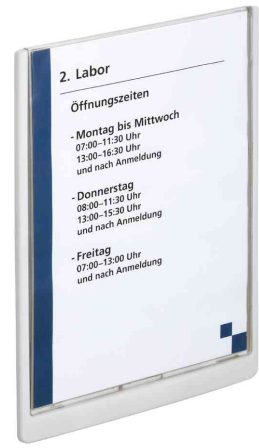 2. Labor
Öffnungszeiten
- Montag bis Mittwoch
07:00–11:30 Uhr
13:00–16:30 Uhr
und nach Anmeldung
- Donnerstag
08:00–11:30 Uhr
13:00–15:30 Uhr
und nach Anmeldung
- Freitag
07:00–13:00 Uhr
und nach Anmeldung